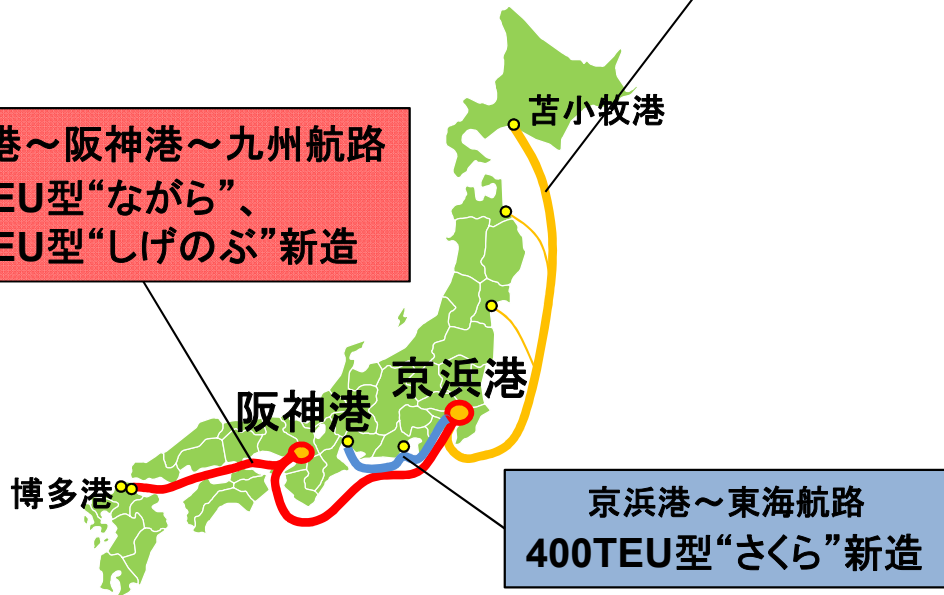 苫小牧港
港～阪神港～九州航路
EU型“ながら”、
EU型“しげのぶ”新造
京浜港
阪神港
博多港
京浜港～東海航路
400TEU型“さくら”新造